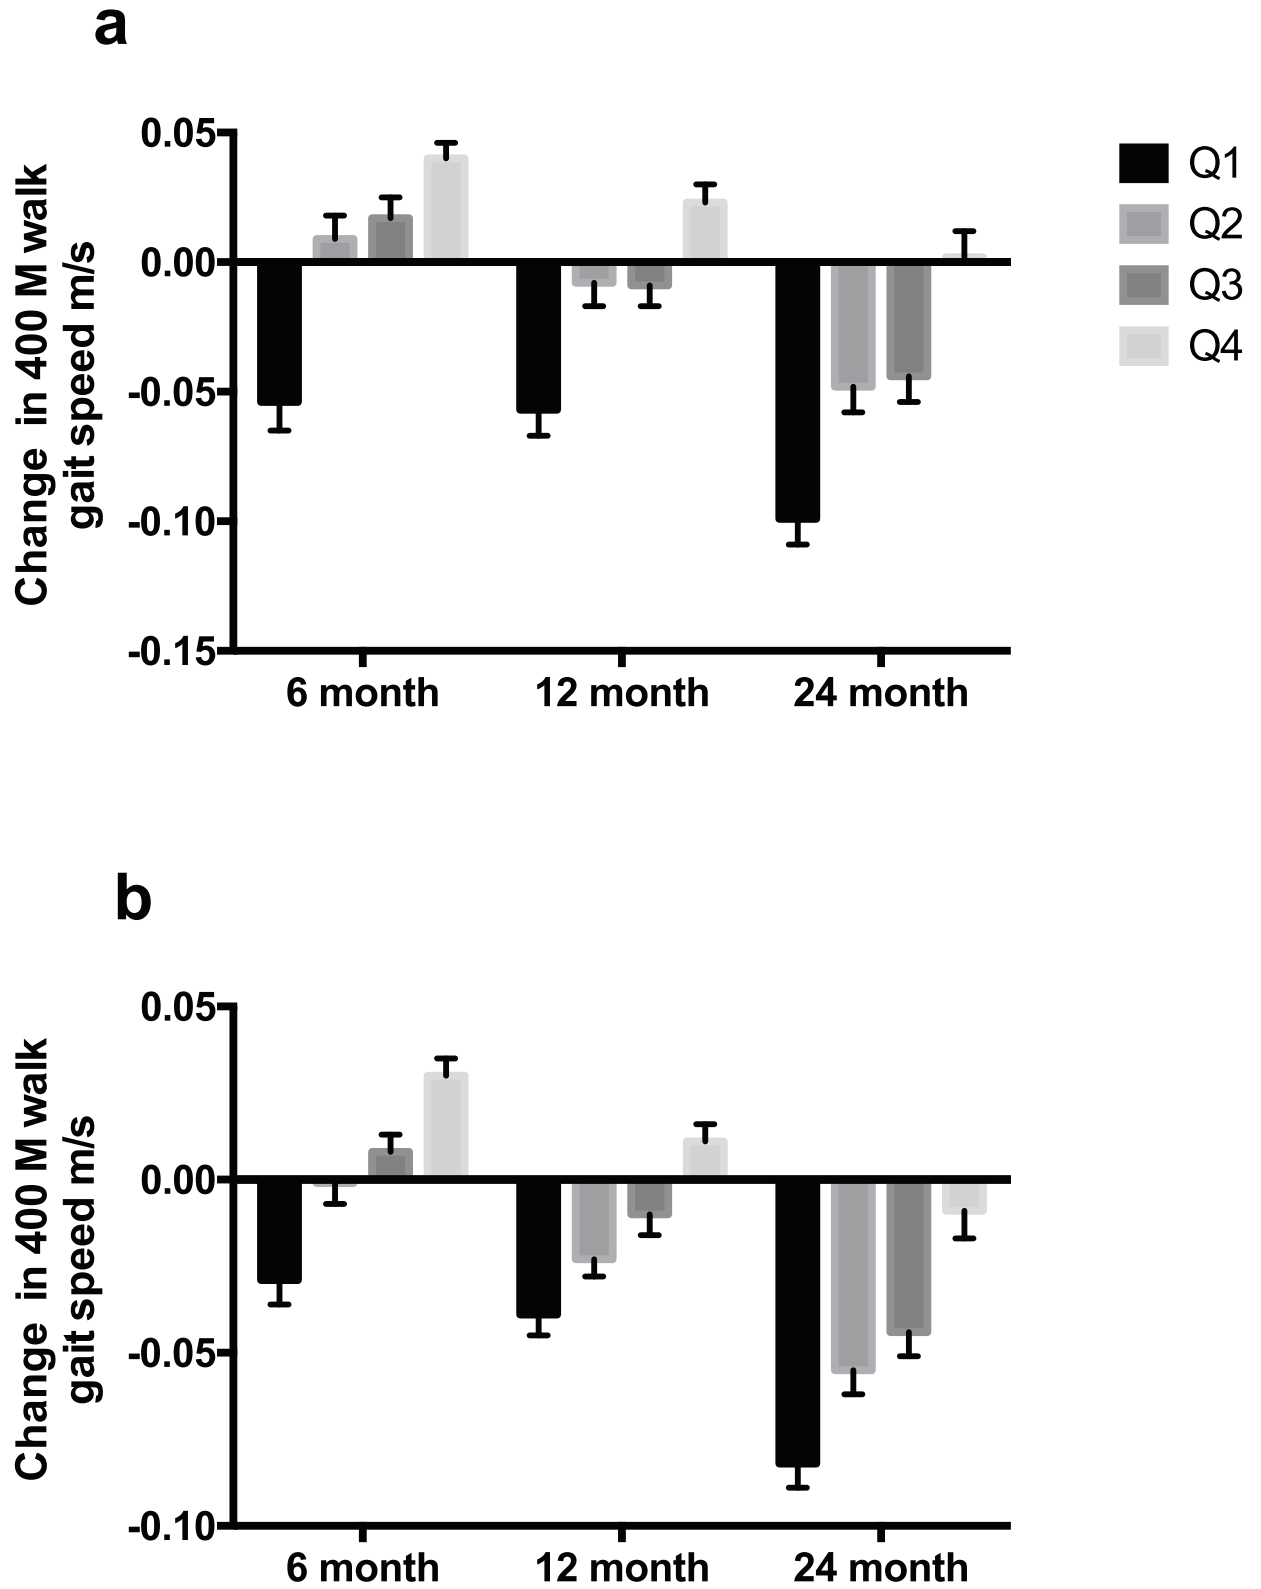 a
Change in 400 M walk
gait speed m/s
0.05
0.00
-0.05
-0.10
-0.15
6 month
12 month
24 month
Q1
Q2
Q3
Q4
b
Change in 400 M walk
gait speed m/s
0.05
0.00
-0.05
-0.10
6 month
12 month
24 month